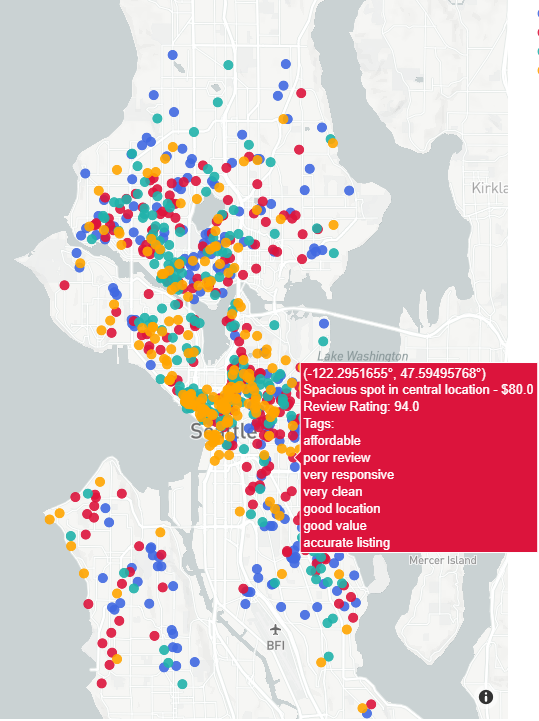 Kirkla
Lake Washington
(-122.2951655°, 47.59495768°)
Spacious spot in central location - $80.0
Review Rating: 94.0
Tags:
affordable
poor review
very responsive
very clean
good location
good value
accurate listing
Seattle
Mercer Island
BFI